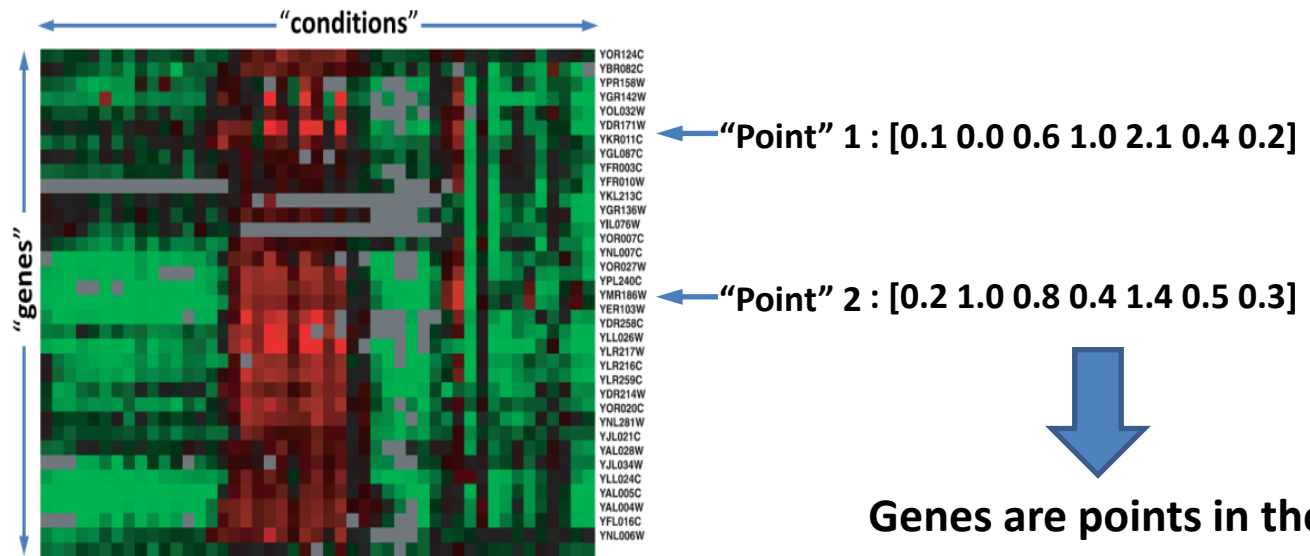 “conditions”
“genes”
YOR124C
YBR082C
YPR158W
YGR142W
YOL032W
YDR171W
YKR011C
YGL087C
YFR003C
YFR010W
YKL213C
YGR136W
YIL076W
YOR007C
YNL007C
YOR027W
YPL240C
YMR186W
YER103W
YDR258C
YLL026W
YLR217W
YLR216C
YLR259C
YDR214W
YOR020C
YNL281W
YJL021C
YAL028W
YJL034W
YLL024C
YAL005C
YAL004W
YFL016C
YNL006W
“Point” 1 : [0.1 0.0 0.6 1.0 2.1 0.4 0.2]
“Point” 2 : [0.2 1.0 0.8 0.4 1.4 0.5 0.3]
Genes are points in the